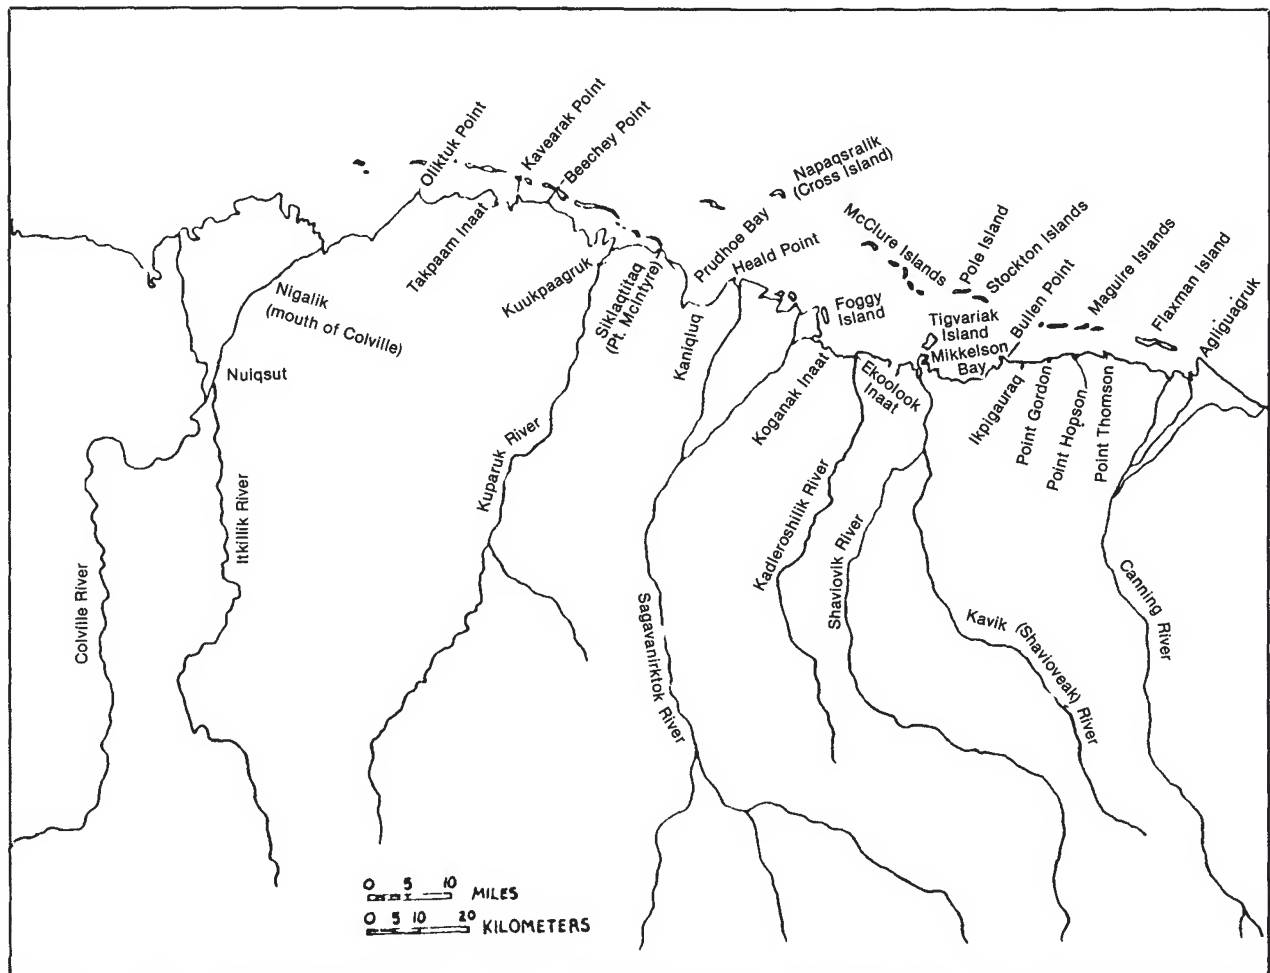 Oliktuk Point
Kavearak Point
Beechey Point
Napaqsralik
(Cross Island)
Takpaam Inaat
Prudhoe Bay
Heald Point
McClure Islands
Pole Island
Stockton Islands
Bullen Point
Maguire Islands
Flaxman Island
Agliguagruk
Nigalik
(mouth of Colville)
Kuukpaagruk
Siklaqtitaq
(Pt. McIntyre)
Kaniqluq
Foggy
Island
Tigvariak
Island
Mikkelson
Bay
Nuiqsut
Koganak Inaat
Ekoolook
Inaat
Ikpigauraq
Point Gordon
Point Hopson
Point Thomson
Colville River
Itkillik River
Kuparuk River
Sagavanirktok River
Kadleroshilik River
Shaviovik River
Kavik (Shavioveak) River
Canning River
0 5 10 MILES
0 5 10 20 KILOMETERS